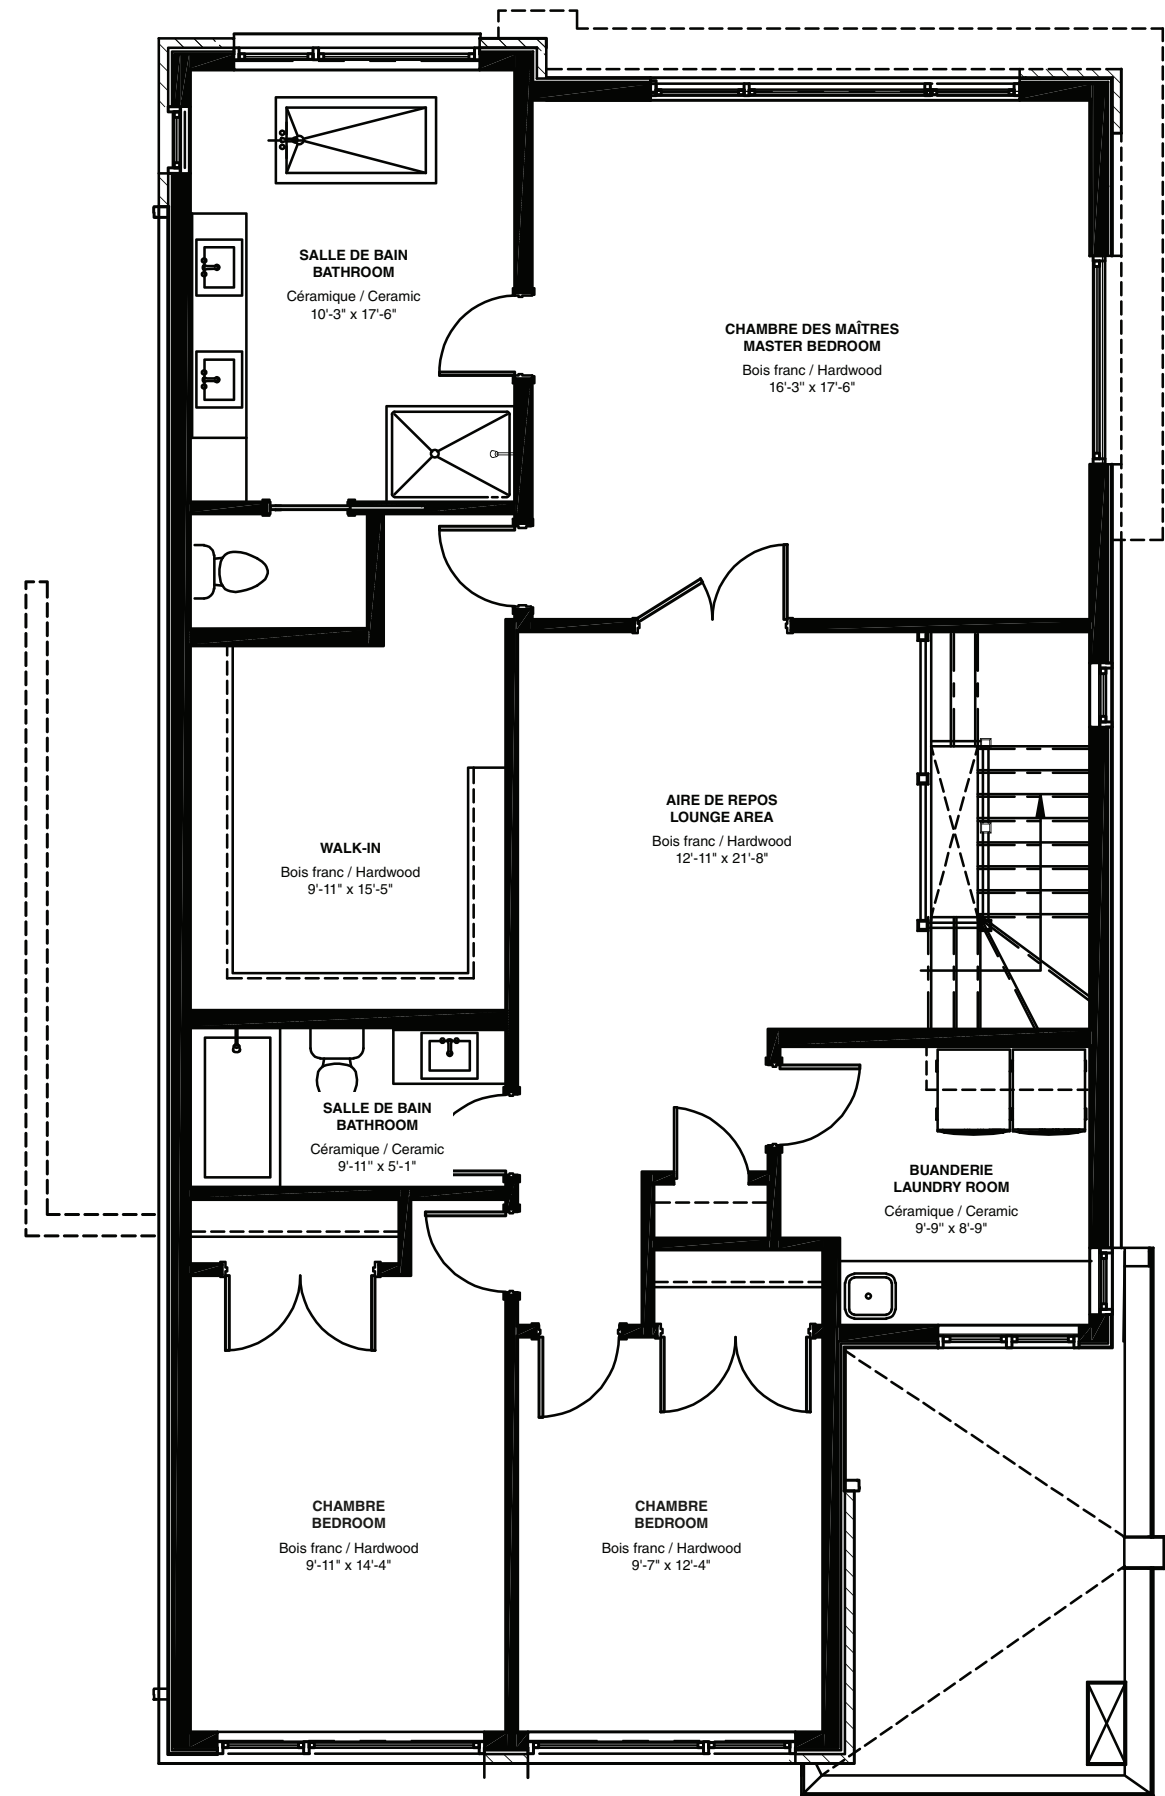 SALLE DE BAIN
BATHROOM
Céramique / Ceramic
10'-3" x 17'-6"
CHAMBRE DES MAÎTRES
MASTER BEDROOM
Bois franc / Hardwood
16'-3" x 17'-6"
AIRE DE REPOS
LOUNGE AREA
Bois franc / Hardwood
12'-11" x 21'-8"
WALK-IN
Bois franc / Hardwood
9'-11" x 15'-5"
SALLE DE BAIN
BATHROOM
Céramique / Ceramic
9'-11" x 5'-1"
BUANDERIE
LAUNDRY ROOM
Céramique / Ceramic
9'-9" x 8'-9"
CHAMBRE
BEDROOM
Bois franc / Hardwood
9'-11" x 14'-4"
CHAMBRE
BEDROOM
Bois franc / Hardwood
9'-7" x 12'-4"